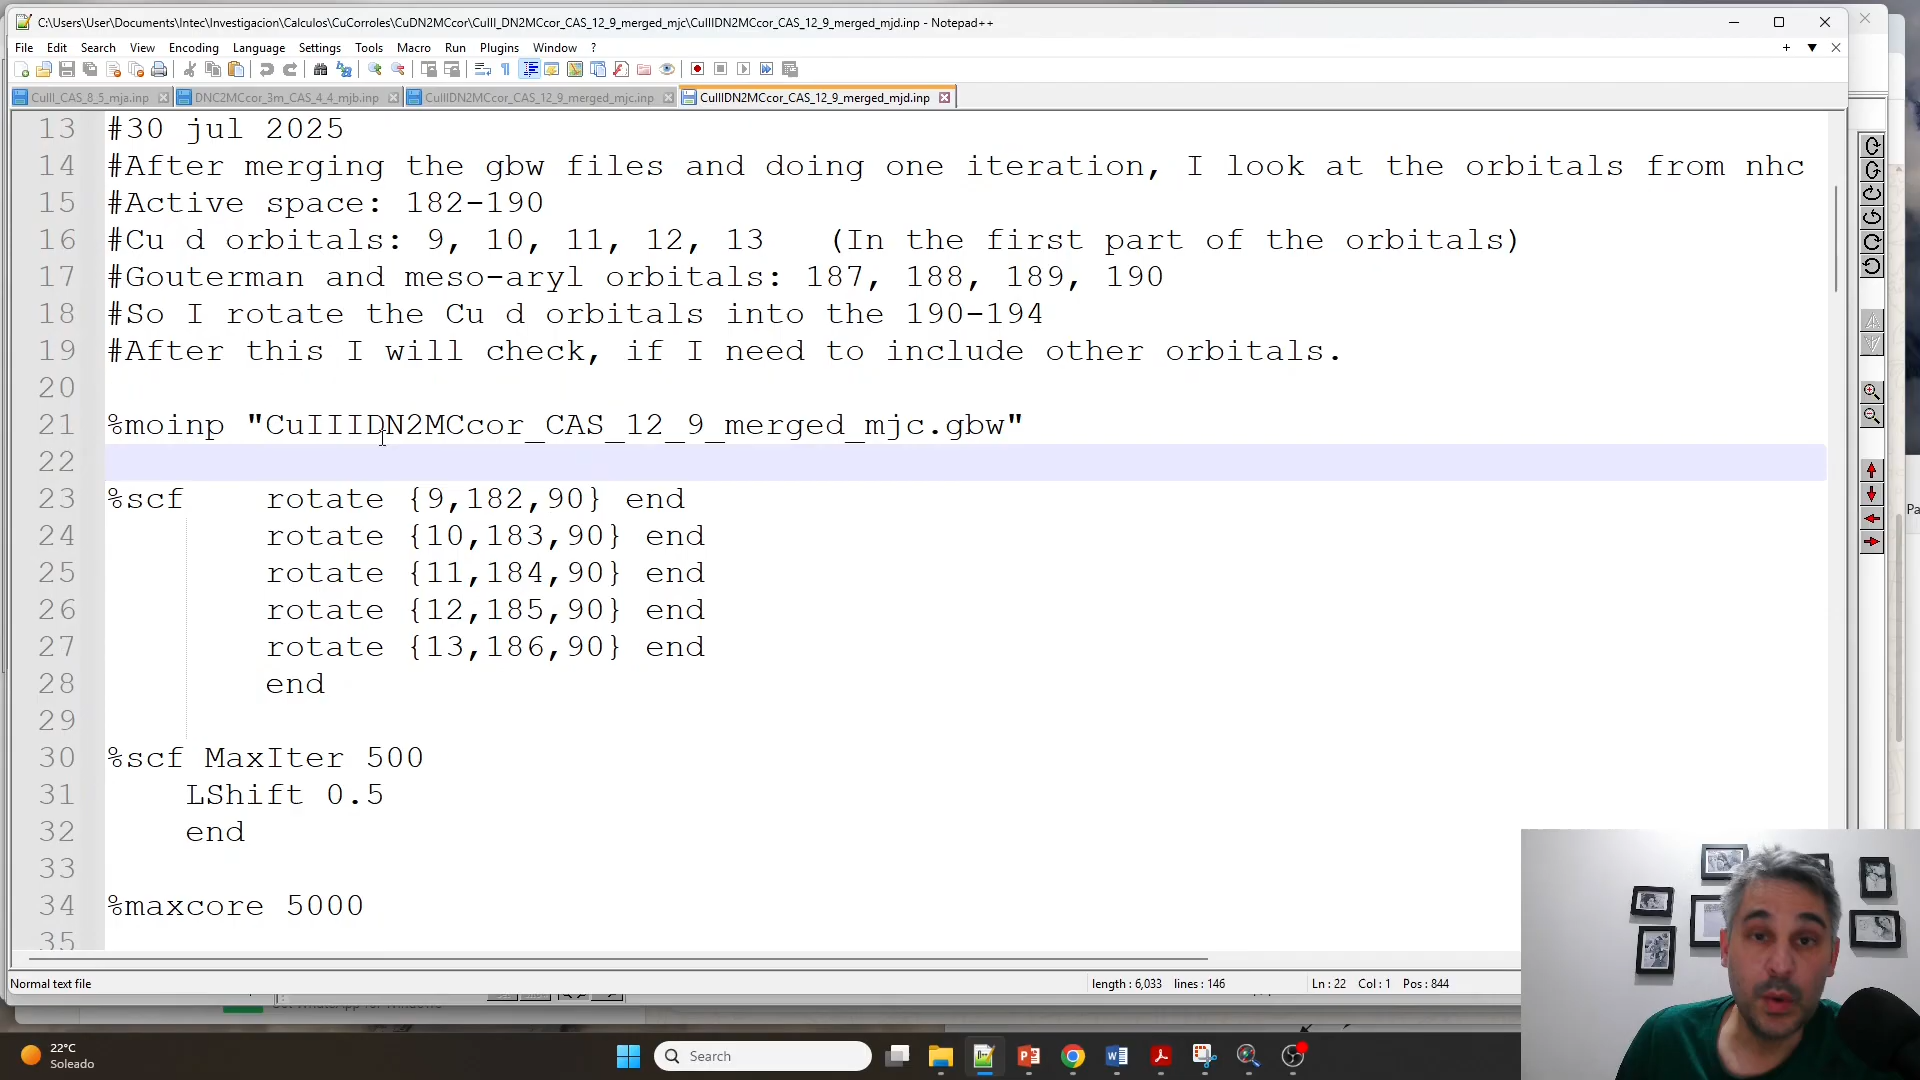 C:\Users\User\Documents\Intec\Investigacion\Calculos\CuCorroles\CuDN2MCcor\CuIII_DN2MCcor_CAS_12_9_merged_mjc\CuIIIDN2MCcor_CAS_12_9_merged_mjd.inp - Notepad++
File Edit Search View Encoding Language Settings Tools Macro Run Plugins Window ?
CuIII_CAS_8_5_mja.inp DNC2MCcor_3m_CAS_4_4_mjb.inp CuIIIDN2MCcor_CAS_12_9_merged_mjc.inp CuIIIDN2MCcor_CAS_12_9_merged_mjd.inp
13 #30 jul 2025
14 #After merging the gbw files and doing one iteration, I look at the orbitals from nhc
15 #Active space: 182-190
16 #Cu d orbitals: 9, 10, 11, 12, 13 (In the first part of the orbitals)
17 #Gouterman and meso-aryl orbitals: 187, 188, 189, 190
18 #So I rotate the Cu d orbitals into the 190-194
19 #After this I will check, if I need to include other orbitals.
20
21 %moinp "CuIIIDN2MCcor_CAS_12_9_merged_mjc.gbw"
22
23 %scf rotate {9,182,90} end
24 rotate {10,183,90} end
25 rotate {11,184,90} end
26 rotate {12,185,90} end
27 rotate {13,186,90} end
28 end
29
30 %scf MaxIter 500
31 LShift 0.5
32 end
33
34 %maxcore 5000
35
Pa
Normal text file length : 6,033 lines : 146 Ln : 22 Col : 1 Pos : 844
22°C
Soleado
Search